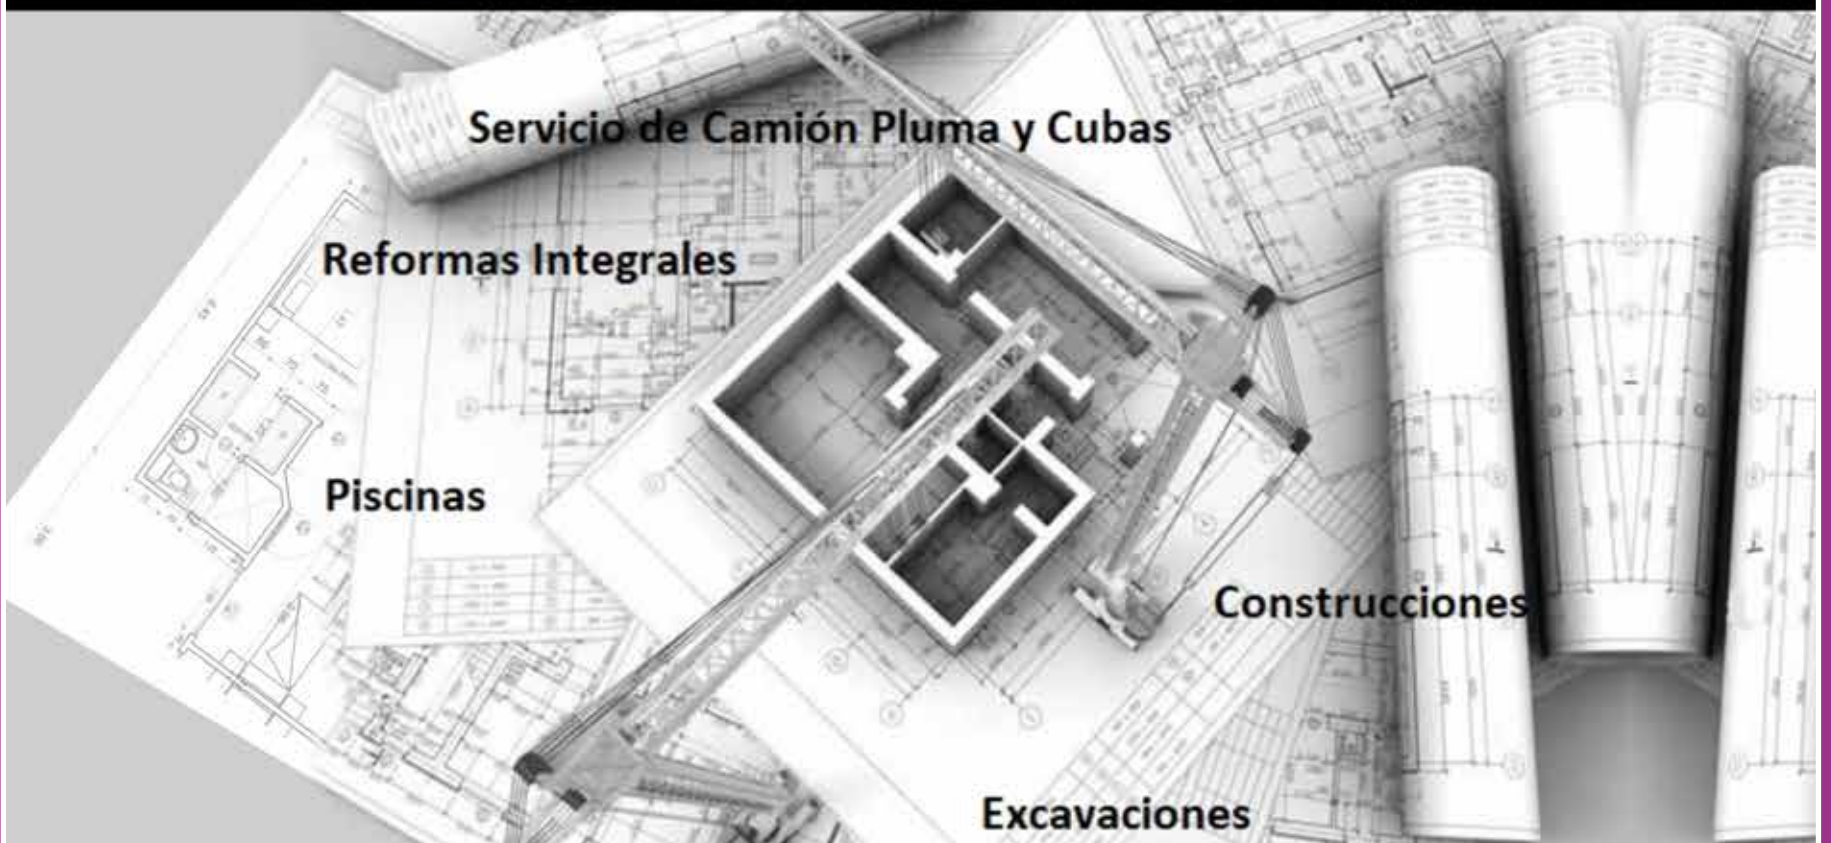 Servicio de Camión Pluma y Cubas
Reformas Integrales
Piscinas
Construcciones
Excavaciones